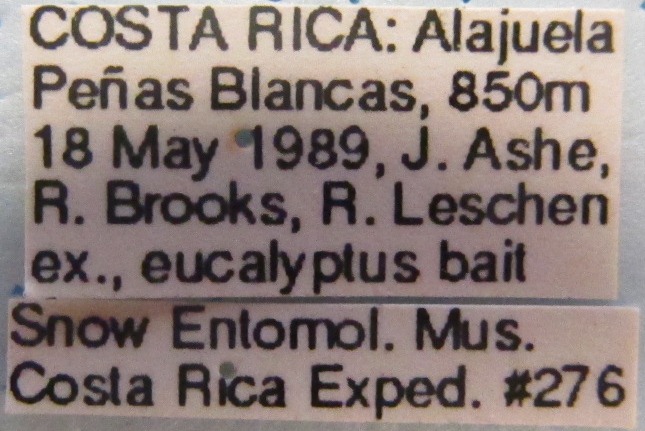 COSTA RICA: Alajuela
Peñas Blancas, 850m
18 May 1989, J. Ashe,
R. Brooks, R. Leschen
ex., eucalyptus bait
Snow Entomol. Mus.
Costa Rica Exped. #276